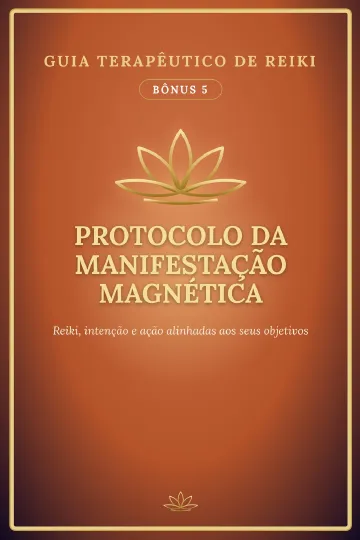 GUIA TERAPÊUTICO DE REIKI
BÔNUS 5
PROTOCOLO DA
MANIFESTAÇÃO
MAGNÉTICA
Reiki, intenção e ação alinhadas aos seus objetivos